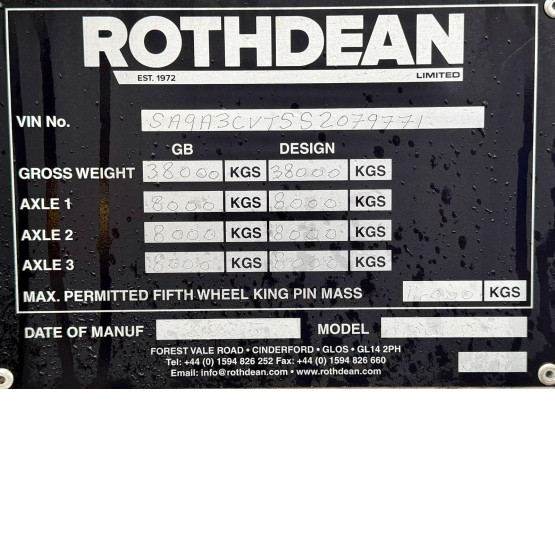 ROTHDEAN
EST. 1972 LIMITED
VIN No. SA9A3CVTSS2079771
GB DESIGN
GROSS WEIGHT 38000 KGS 38000 KGS
AXLE 1 8000 KGS 8000 KGS
AXLE 2 8000 KGS 8000 KGS
AXLE 3 8000 KGS 8000 KGS
MAX. PERMITTED FIFTH WHEEL KING PIN MASS KGS
DATE OF MANUF MODEL
FOREST VALE ROAD • CINDERFORD • GLOS • GL14 2PH
Tel: +44 (0) 1594 826 252 Fax: +44 (0) 1594 826 660
Email: info@rothdean.com • www.rothdean.com